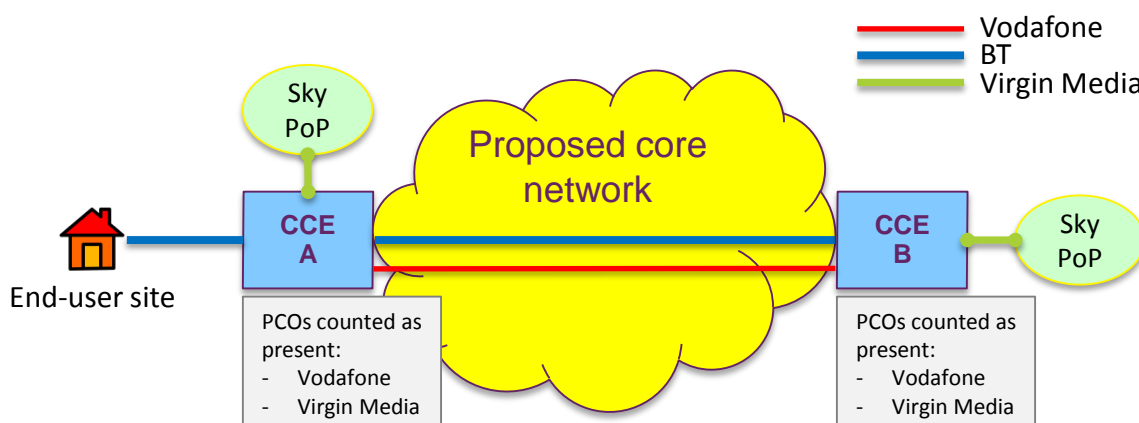 Vodafone
BT
Virgin Media
Sky
PoP
Proposed core
network
CCE
A
CCE
B
Sky
PoP
End-user site
PCOs counted as
present:
- Vodafone
- Virgin Media
PCOs counted as
present:
- Vodafone
- Virgin Media